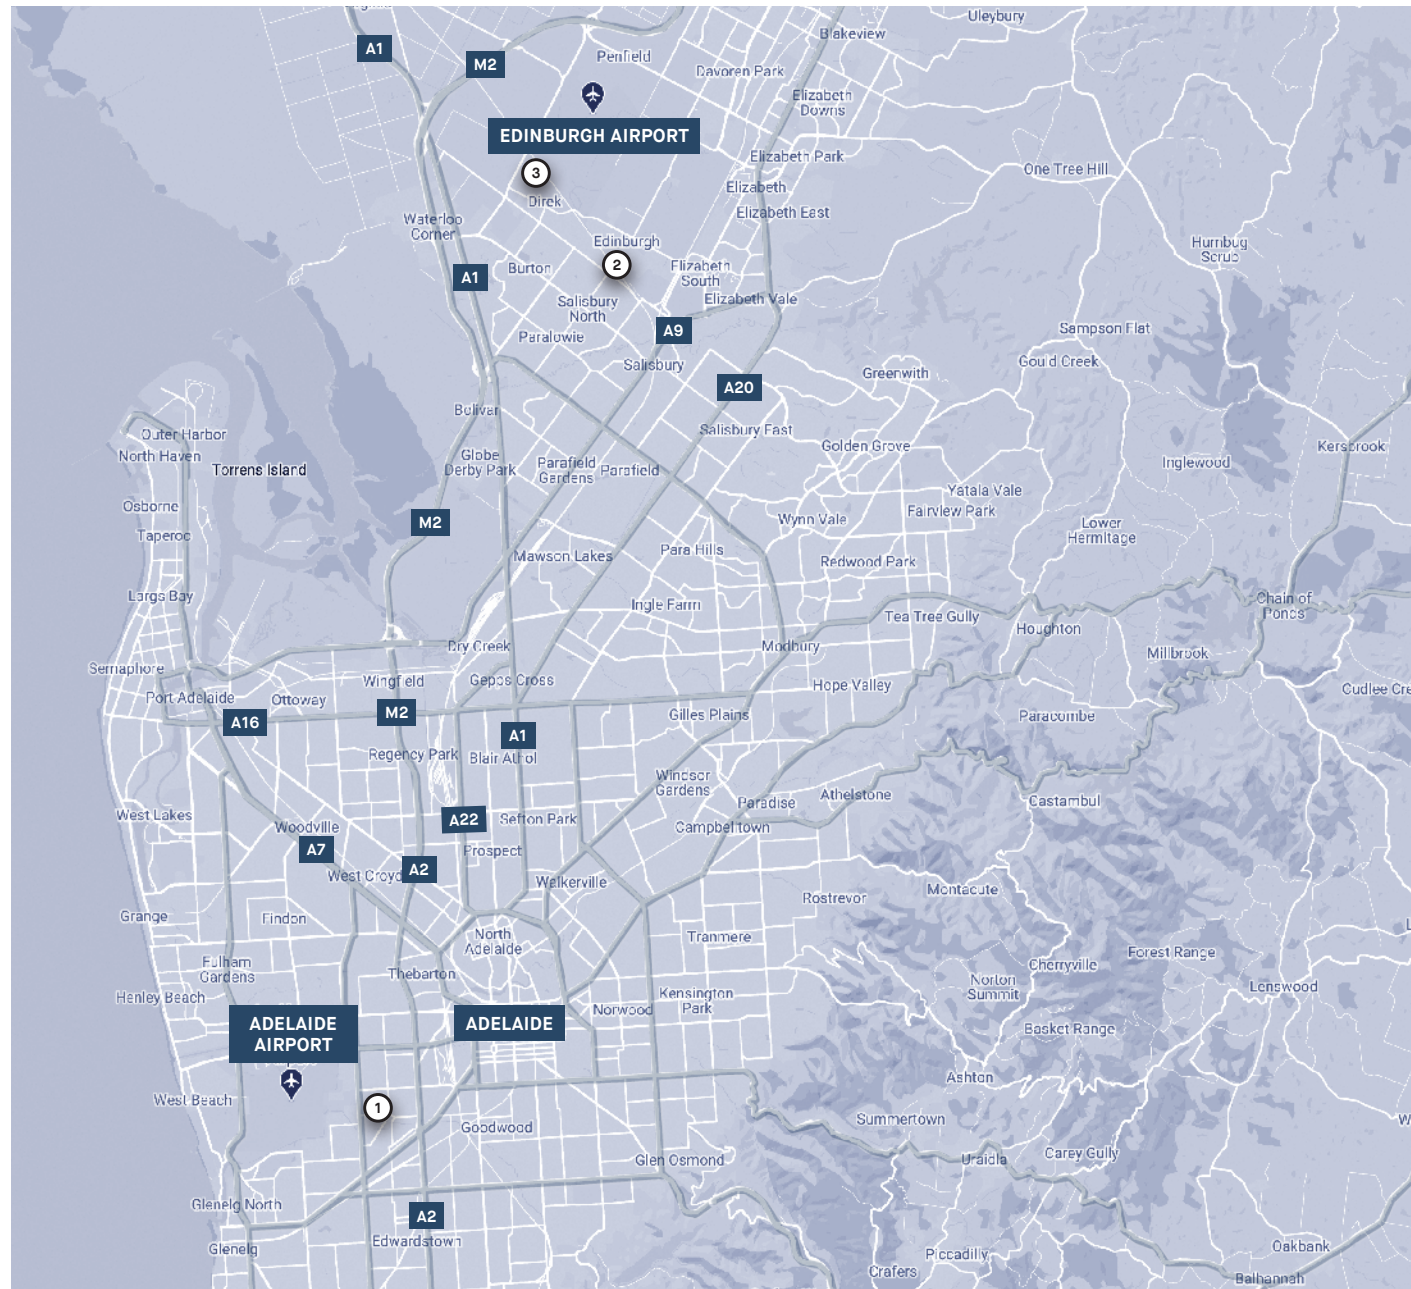 Uleybury
A1
Blakeview
M2
Penfield
Davoren Park
Elizabeth
Downs
EDINBURGH AIRPORT
Elizabeth Park
3
One Tree Hill
Elizabeth
Direk
Elizabeth East
Waterloo
Corner
Edinburgh
Humbug
Scrub
2
Burton
Elizabeth
South
A1
Salisbury
North
Elizabeth Vale
A9
Sampson Flat
Paralowie
Salisbury
Gould Creek
Greenwith
A20
Bolivar
Outer Harbor
Salisbury East
Golden Grove
Kersbrook
North Haven
Torrens Island
Globe
Derby Park
Parafield
Gardens
Parafield
Inglewood
Yatala Vale
Osborne
M2
Wynn Vale
Fairview Park
Taperoo
Lower
Hermitage
Mawson Lakes
Para Hills
Redwood Park
Largs Bay
Ingle Farm
Chain of
Ponds
Tea Tree Gully
Houghton
Dry Creek
Modbury
Millbrook
Semaphore
Wingfield
Gepps Cross
Hope Valley
Cudlee Cre
Port Adelaide
Ottoway
A16
M2
Gilles Plains
Paracombe
A1
Regency Park
Blair Athol
Windsor
Gardens
Athelstone
Paradise
Castambul
West Lakes
A22
Sefton Park
Woodville
Campbelltown
A7
Prospect
A2
West Croyd
Walkerville
Montacute
Rostrevor
Grange
Findon
North
Adelaide
Tranmere
Forest Range
Fulham
Gardens
Thebarton
Cherryville
Norton
Summit
Lenswood
Henley Beach
Kensington
Park
Norwood
ADELAIDE
AIRPORT
ADELAIDE
Basket Range
Ashton
West Beach
1
Summertown
W
Goodwood
Glen Osmond
Uraidla
Carey Gully
Glenelg North
A2
Edwardstown
Glenelg
Piccadilly
Oakbank
Crafers
Balhannah